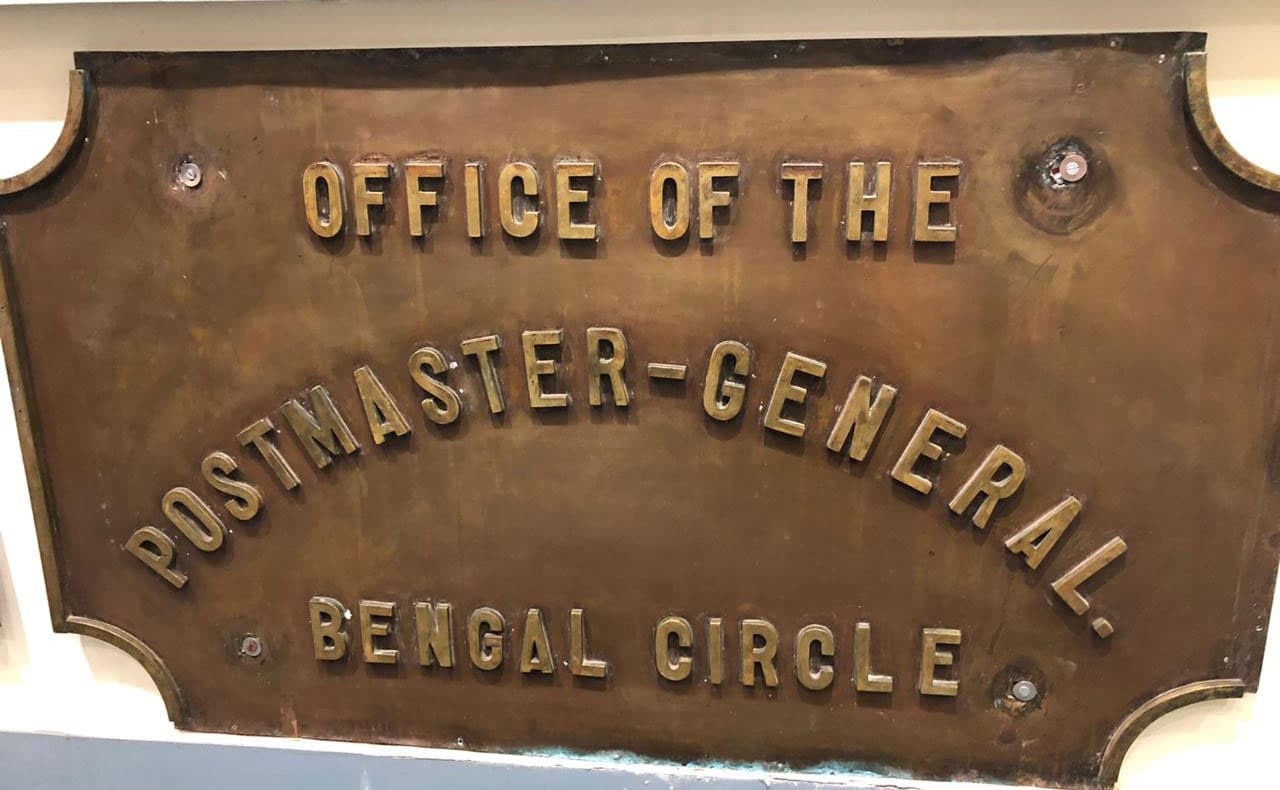 OFFICE OF THE
POSTMASTER-GENERAL.
BENGAL CIRCLE